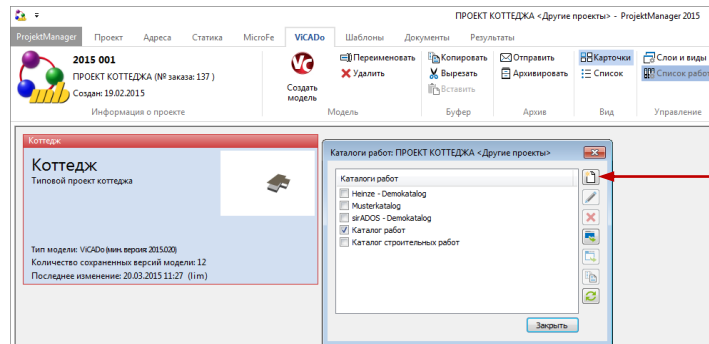 ПРОЕКТ КОТТЕДЖА <Другие проекты> - ProjektManager 2015
ProjektManager Проект Адреса Статика MicroFe ViCADo Шаблоны Документы Результаты
2015 001
ПРОЕКТ КОТТЕДЖА (№ заказа: 137 )
Создан: 19.02.2015
mb
Информация о проекте
Vc
Создать
модель
Переименовать
Удалить
Модель
Копировать
Вырезать
Вставить
Буфер
Отправить
Архивировать
Архив
Карточки
Список
Вид
Слои и виды
Список работ
Управление
Коттедж
Коттедж
Типовой проект коттеджа
Тип модели: ViCADo (мин. версия: 2015.020)
Количество сохраненных версий модели: 12
Последнее изменение: 20.03.2015 11:27 (lim)
Каталоги работ: ПРОЕКТ КОТТЕДЖА <Другие проекты>
Каталоги работ
Heinze - Demokatalog
Musterkatalog
sirADOS - Demokatalog
Каталог работ
Каталог строительных работ
Закрыть